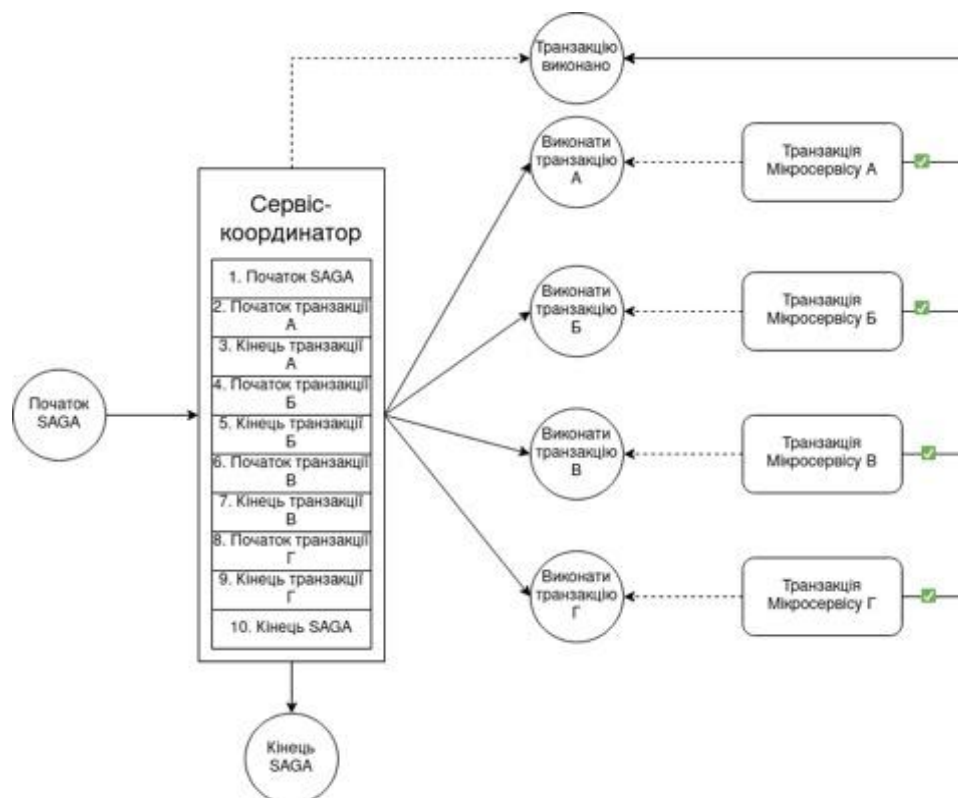 Транзакцію
виконано
Виконати
транзакцію
А
Транзакція
Мікросервісу А
Сервіс-
координатор
1. Початок SAGA
2. Початок транзакції
А
3. Кінець транзакції
А
4. Початок транзакції
Б
5. Кінець транзакції
Б
6. Початок транзакції
В
7. Кінець транзакції
В
8. Початок транзакції
Г
9. Кінець транзакції
Г
10. Кінець SAGA
Виконати
транзакцію
Б
Транзакція
Мікросервісу Б
Початок
SAGA
Виконати
транзакцію
В
Транзакція
Мікросервісу В
Виконати
транзакцію
Г
Транзакція
Мікросервісу Г
Кінець
SAGA